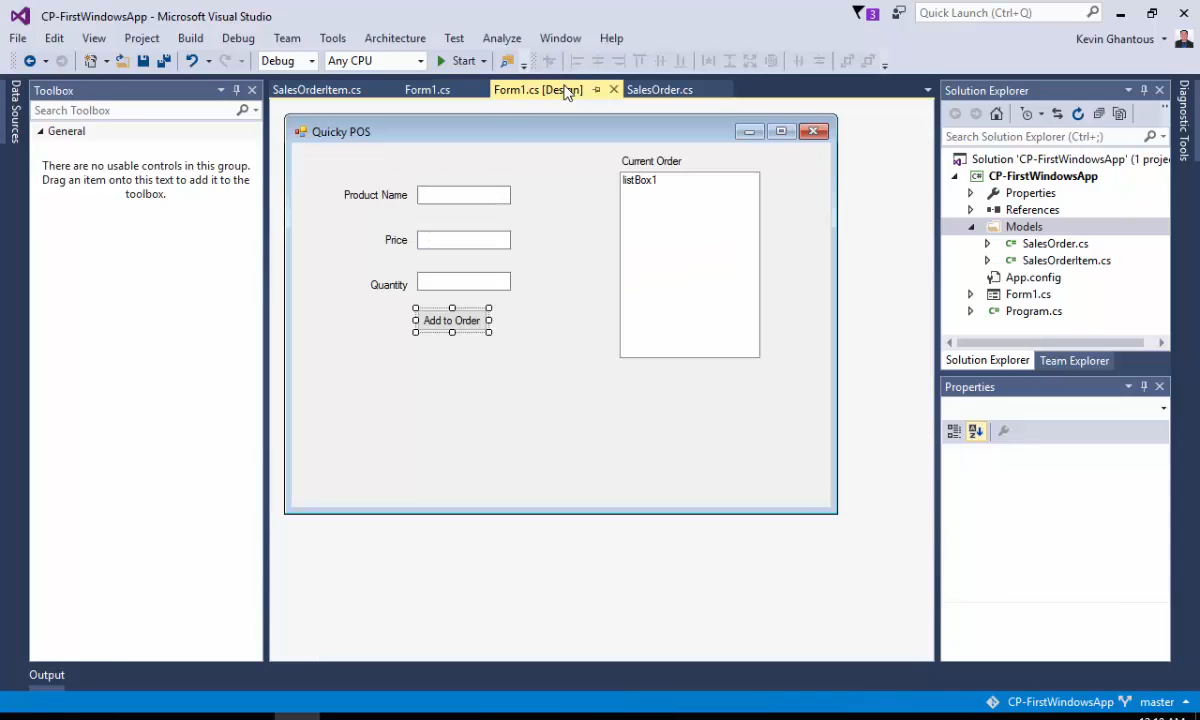 CP-FirstWindowsApp - Microsoft Visual Studio
3
Quick Launch (Ctrl+Q)
File Edit View Project Build Debug Team Tools Architecture Test Analyze Window Help
Kevin Ghantous
Debug Any CPU Start
Data Sources
Toolbox
Search Toolbox
General
There are no usable controls in this group.
Drag an item onto this text to add it to the
toolbox.
SalesOrderItem.cs Form1.cs Form1.cs [Design] SalesOrder.cs
Quicky POS
Product Name
Price
Quantity
Add to Order
Current Order
listBox1
Solution Explorer
Search Solution Explorer (Ctrl+;)
Solution 'CP-FirstWindowsApp' (1 projec
CP-FirstWindowsApp
Properties
References
Models
SalesOrder.cs
SalesOrderItem.cs
App.config
Form1.cs
Program.cs
Solution Explorer Team Explorer
Properties
Diagnostic Tools
Output
CP-FirstWindowsApp master